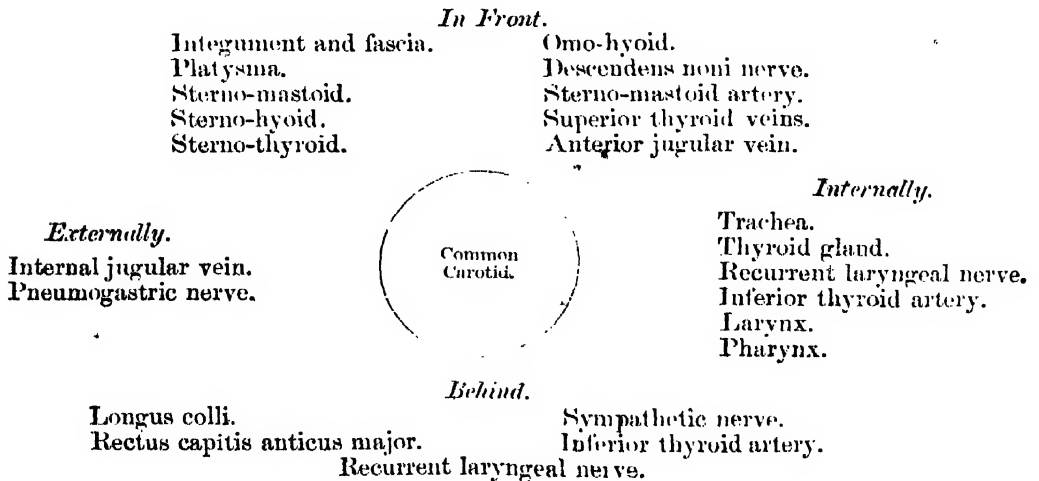 In Front.
Integument and fascia. Omo-hyoid.
Platysma. Descendens noni nerve.
Sterno-mastoid. Sterno-mastoid artery.
Sterno-hyoid. Superior thyroid veins.
Sterno-thyroid. Anterior jugular vein.
Externally.
Internal jugular vein.
Pneumogastric nerve.
Common
Carotid.
Internally.
Trachea.
Thyroid gland.
Recurrent laryngeal nerve.
Inferior thyroid artery.
Larynx.
Pharynx.
Behind.
Longus colli. Sympathetic nerve.
Rectus capitis anticus major. Inferior thyroid artery.
Recurrent laryngeal nerve.